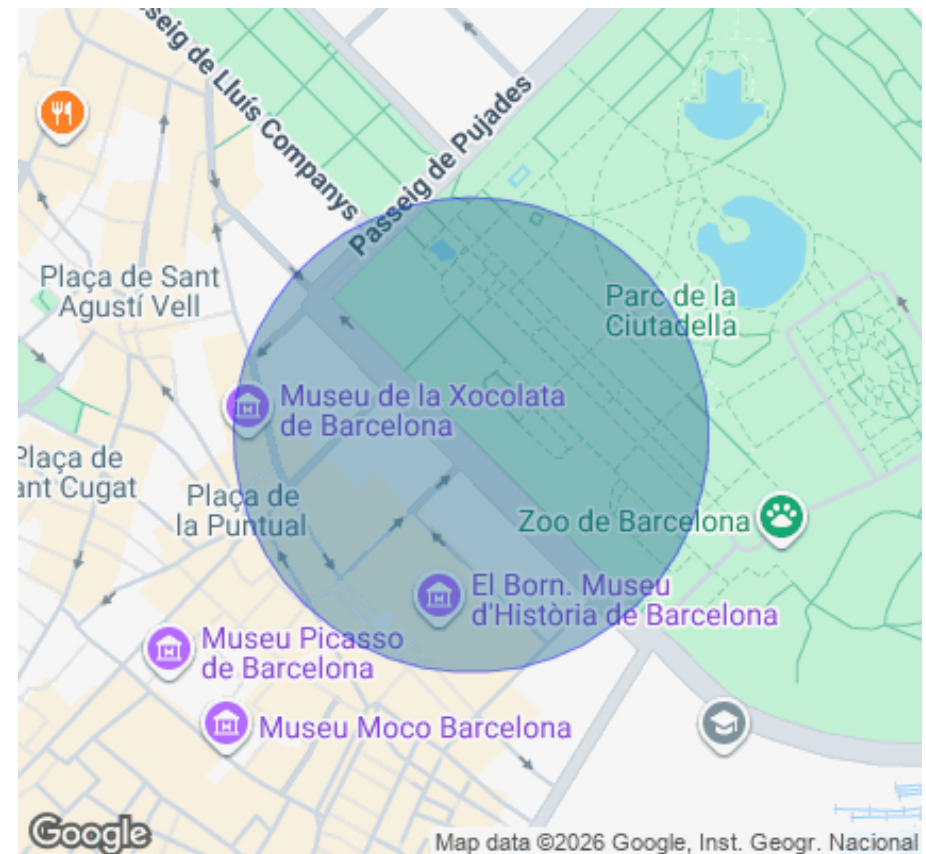 seig de Lluís Companys
Passeig de Pujades
Plaça de Sant
Agustí Vell
Parc de la
Ciutadella
Museu de la Xocolata
de Barcelona
Plaça de
ant Cugat
Plaça de
la Puntual
Zoo de Barcelona
El Born. Museu
d'Història de Barcelona
Museu Picasso
de Barcelona
Museu Moco Barcelona
Google
Map data ©2026 Google, Inst. Geogr. Nacional